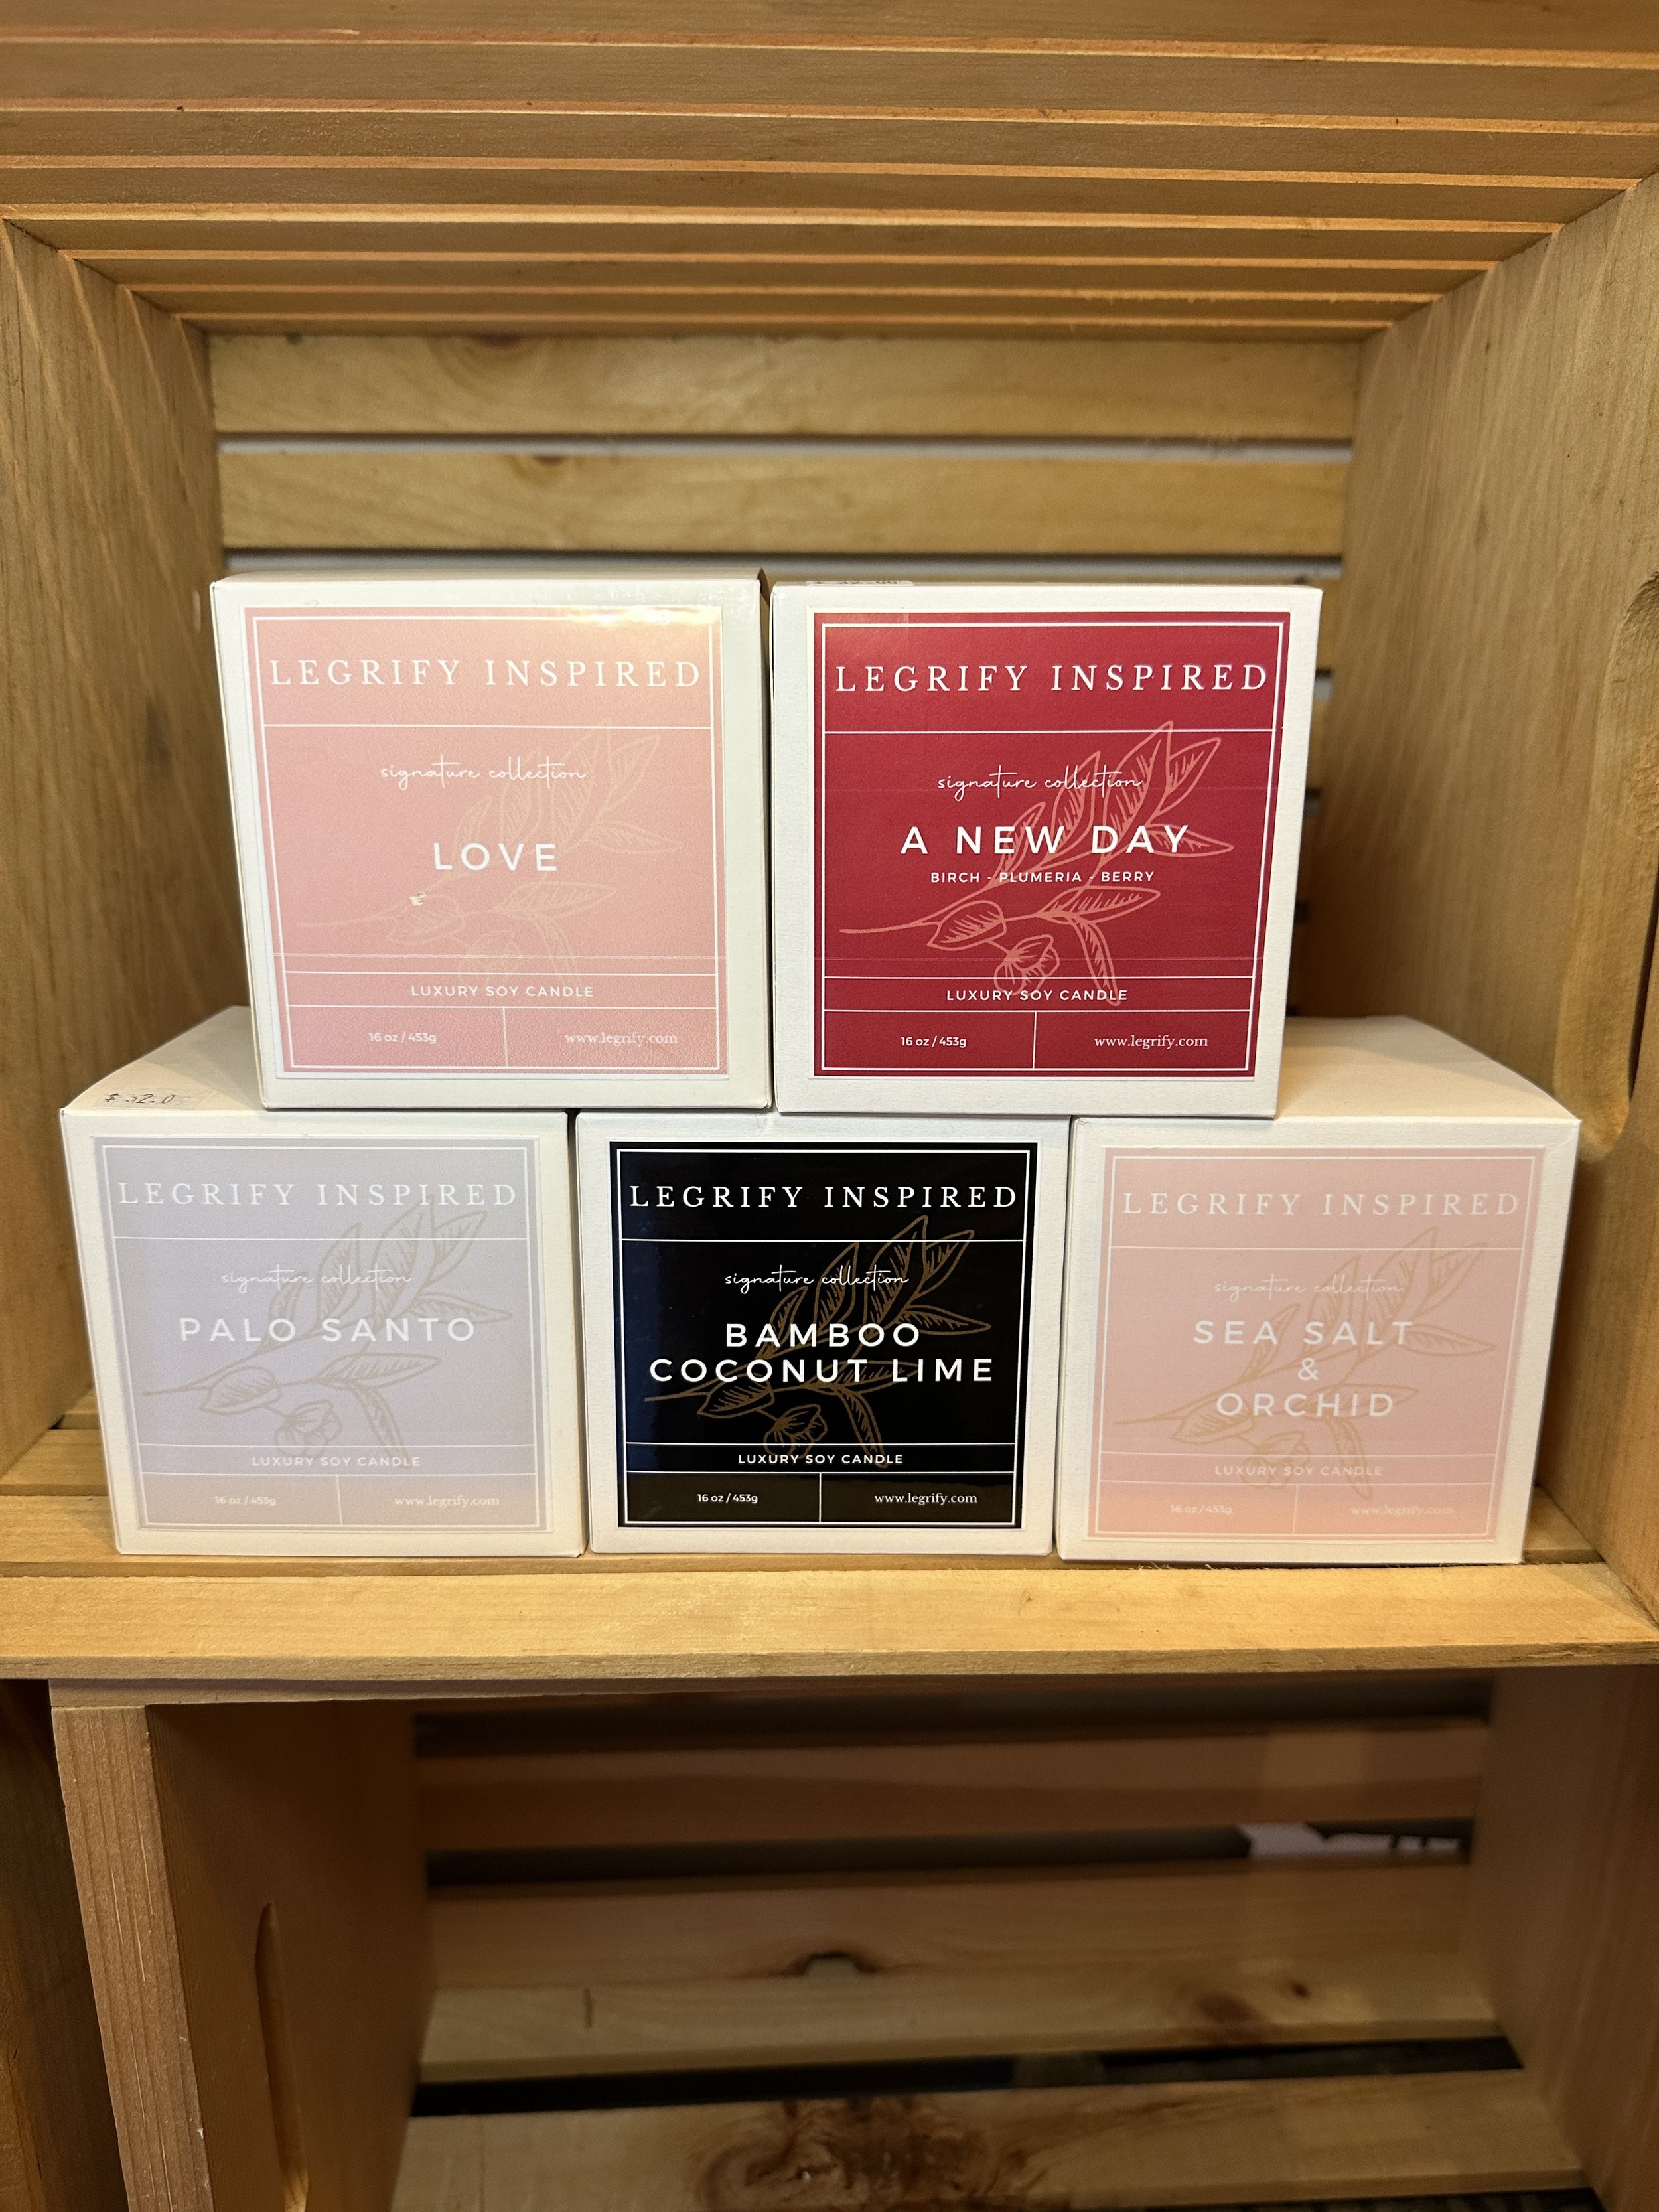 LEGRIFY INSPIRED
signature collection
LOVE
LUXURY SOY CANDLE
16 oz / 453g
www.legrify.com
LEGRIFY INSPIRED
signature collection
A NEW DAY
BIRCH - PLUMERIA - BERRY
LUXURY SOY CANDLE
16 oz / 453g
www.legrify.com
LEGRIFY INSPIRED
signature collection
PALO SANTO
LUXURY SOY CANDLE
16 oz / 453g
www.legrify.com
LEGRIFY INSPIRED
signature collection
BAMBOO
COCONUT LIME
LUXURY SOY CANDLE
16 oz / 453g
www.legrify.com
LEGRIFY INSPIRED
signature collection
SEA SALT
&
ORCHID
LUXURY SOY CANDLE
16 oz / 453g
www.legrify.com